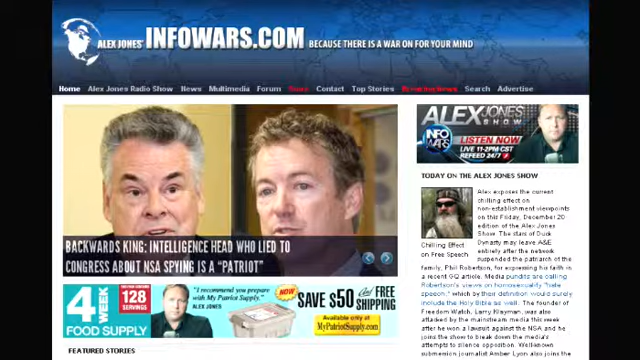 ALEX JONES' INFOWARS.COM BECAUSE THERE IS A WAR ON FOR YOUR MIND
Home Alex Jones Radio Show News Multimedia Forum Contact Top Stories Breaking News Search Advertise
BACKWARDS KING: INTELLIGENCE HEAD WHO LIED TO
CONGRESS ABOUT NSA SPYING IS A "PATRIOT"
4 WEEK
FOOD SUPPLY
128
SERVINGS
"I recommend you prepare
with My Patriot Supply."
ALEX JONES
NOW
SAVE $50 & FREE
SHIPPING
Available only at
MyPatriotSupply.com
FEATURED STORIES
ALEX JONES
SHOW
INFO
WARS
LISTEN NOW
LIVE 11-2PM-CST
REFEED 24/7
TODAY ON THE ALEX JONES SHOW
Chilling Effect
on Free Speech
Alex exposes the current
chilling effect on
non-establishment viewpoints
on this Friday, December 20
edition of the Alex Jones
Show. The stars of Duck
Dynasty may leave A&E
entirely after the network
suspended the patriarch of the
family, Phil Robertson, for expressing his faith in
a recent GQ article. Media pundits are calling
Robertson's views on homosexuality "hate
speech," which by their definition would surely
include the Holy Bible as well. The founder of
Freedom Watch, Larry Klayman, was also
attacked by the mainstream media this week
after he won a lawsuit against the NSA and he
joins the show to break down the media's
attempts to silence opposition. Well-known
submersion journalist Amber Lyon also joins the